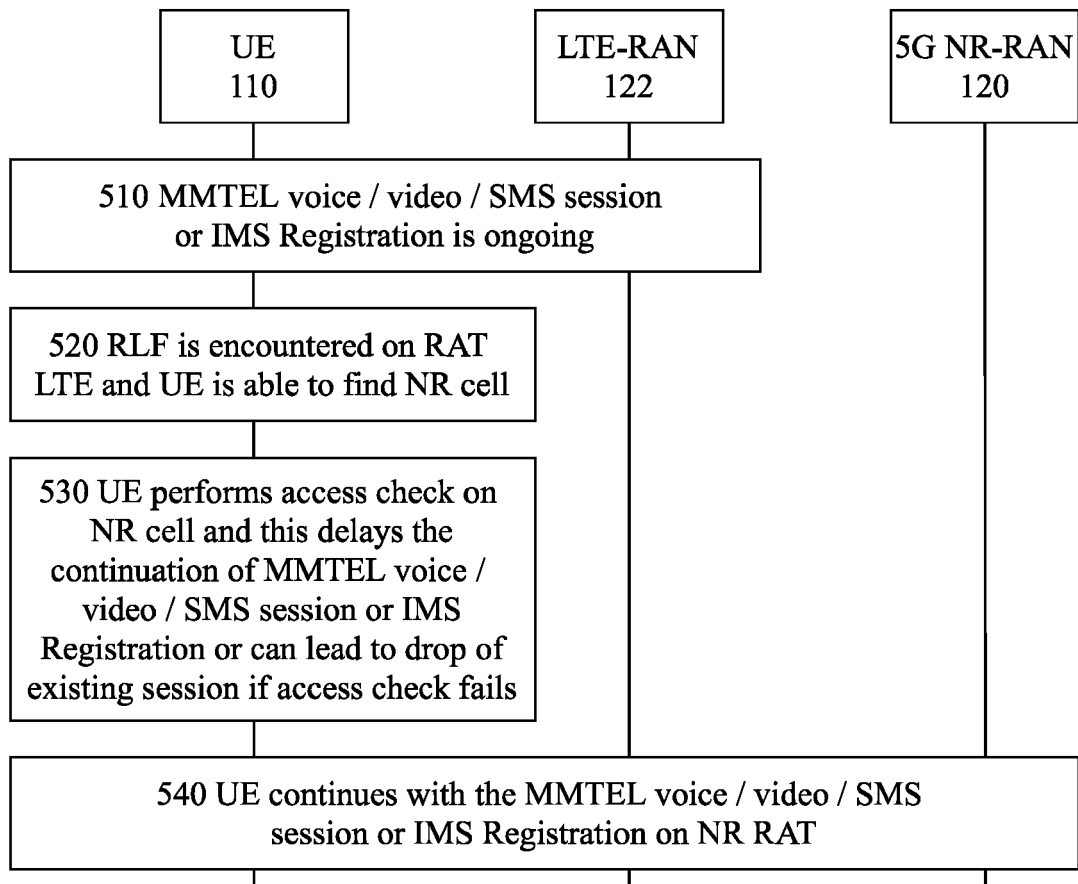 UE
110
LTE-RAN
122
5G NR-RAN
120
510 MMTEL voice / video / SMS session
or IMS Registration is ongoing
520 RLF is encountered on RAT
LTE and UE is able to find NR cell
530 UE performs access check on
NR cell and this delays the
continuation of MMTEL voice /
video / SMS session or IMS
Registration or can lead to drop of
existing session if access check fails
540 UE continues with the MMTEL voice / video / SMS
session or IMS Registration on NR RAT